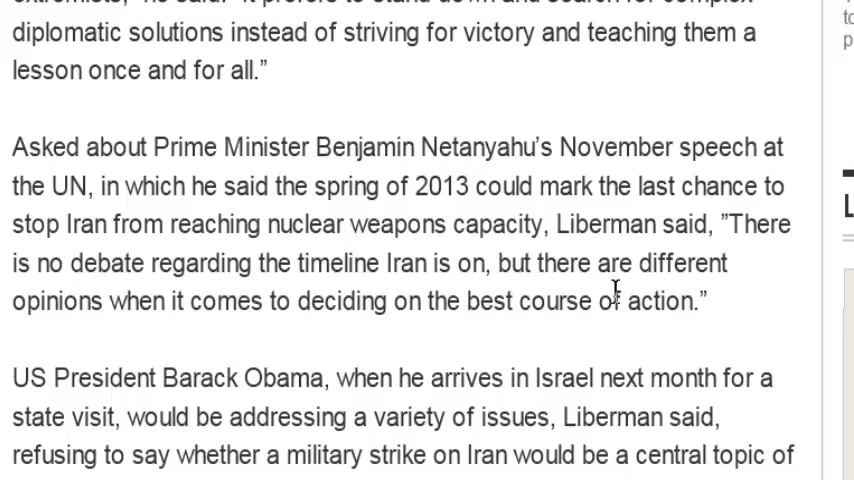 diplomatic solutions instead of striving for victory and teaching them a
lesson once and for all.”
Asked about Prime Minister Benjamin Netanyahu’s November speech at
the UN, in which he said the spring of 2013 could mark the last chance to
stop Iran from reaching nuclear weapons capacity, Liberman said, ”There
is no debate regarding the timeline Iran is on, but there are different
opinions when it comes to deciding on the best course of action.”
US President Barack Obama, when he arrives in Israel next month for a
state visit, would be addressing a variety of issues, Liberman said,
refusing to say whether a military strike on Iran would be a central topic of